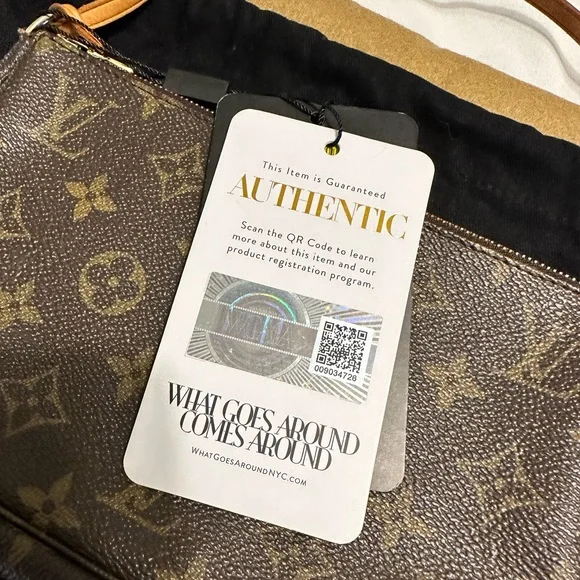 This Item is Guaranteed
AUTHENTIC
Scan the QR Code to learn
more about this item and our
product registration program.
009034726
WHAT GOES AROUND
COMES AROUND
WHATGOESAROUNDNYC.COM